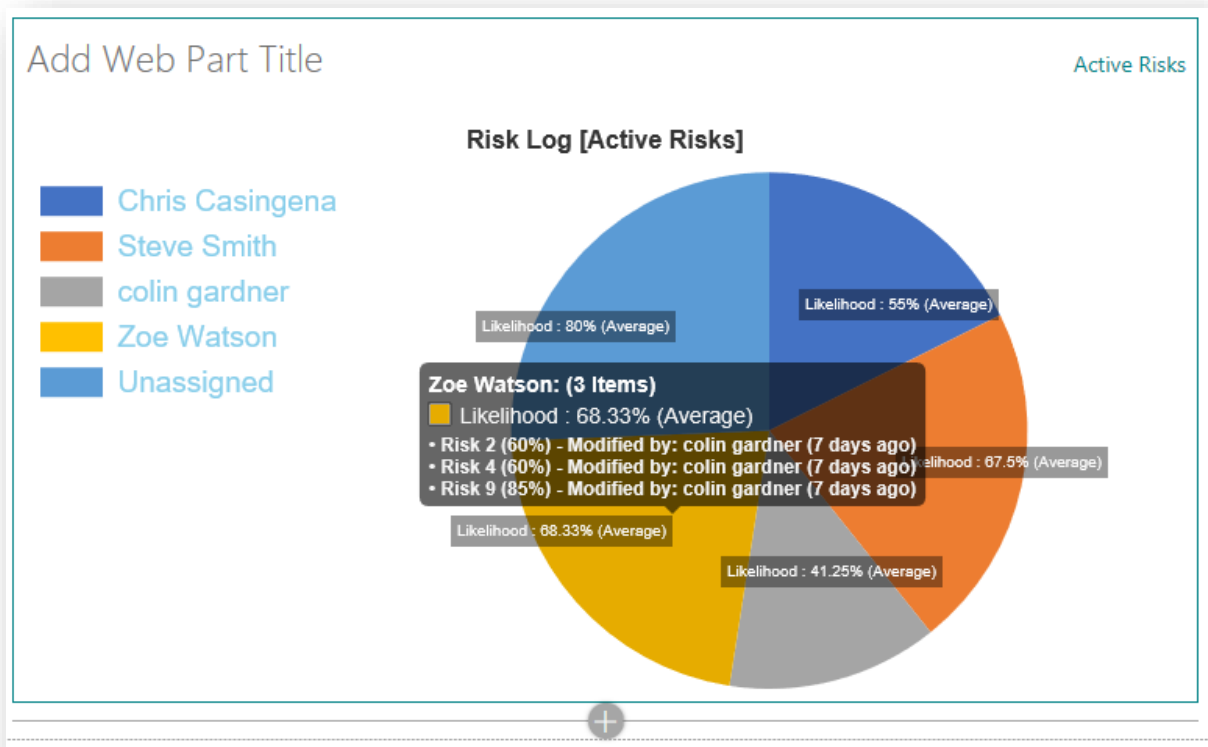 Add Web Part Title
Active Risks
Risk Log [Active Risks]
Chris Casingena
Steve Smith
colin gardner
Zoe Watson
Unassigned
Likelihood : 55% (Average)
Likelihood : 80% (Average)
Zoe Watson: (3 Items)
Likelihood : 68.33% (Average)
• Risk 2 (60%) - Modified by: colin gardner (7 days ago)
• Risk 4 (60%) - Modified by: colin gardner (7 days ago)
• Risk 9 (85%) - Modified by: colin gardner (7 days ago)
Likelihood : 67.5% (Average)
Likelihood : 68.33% (Average)
Likelihood : 41.25% (Average)